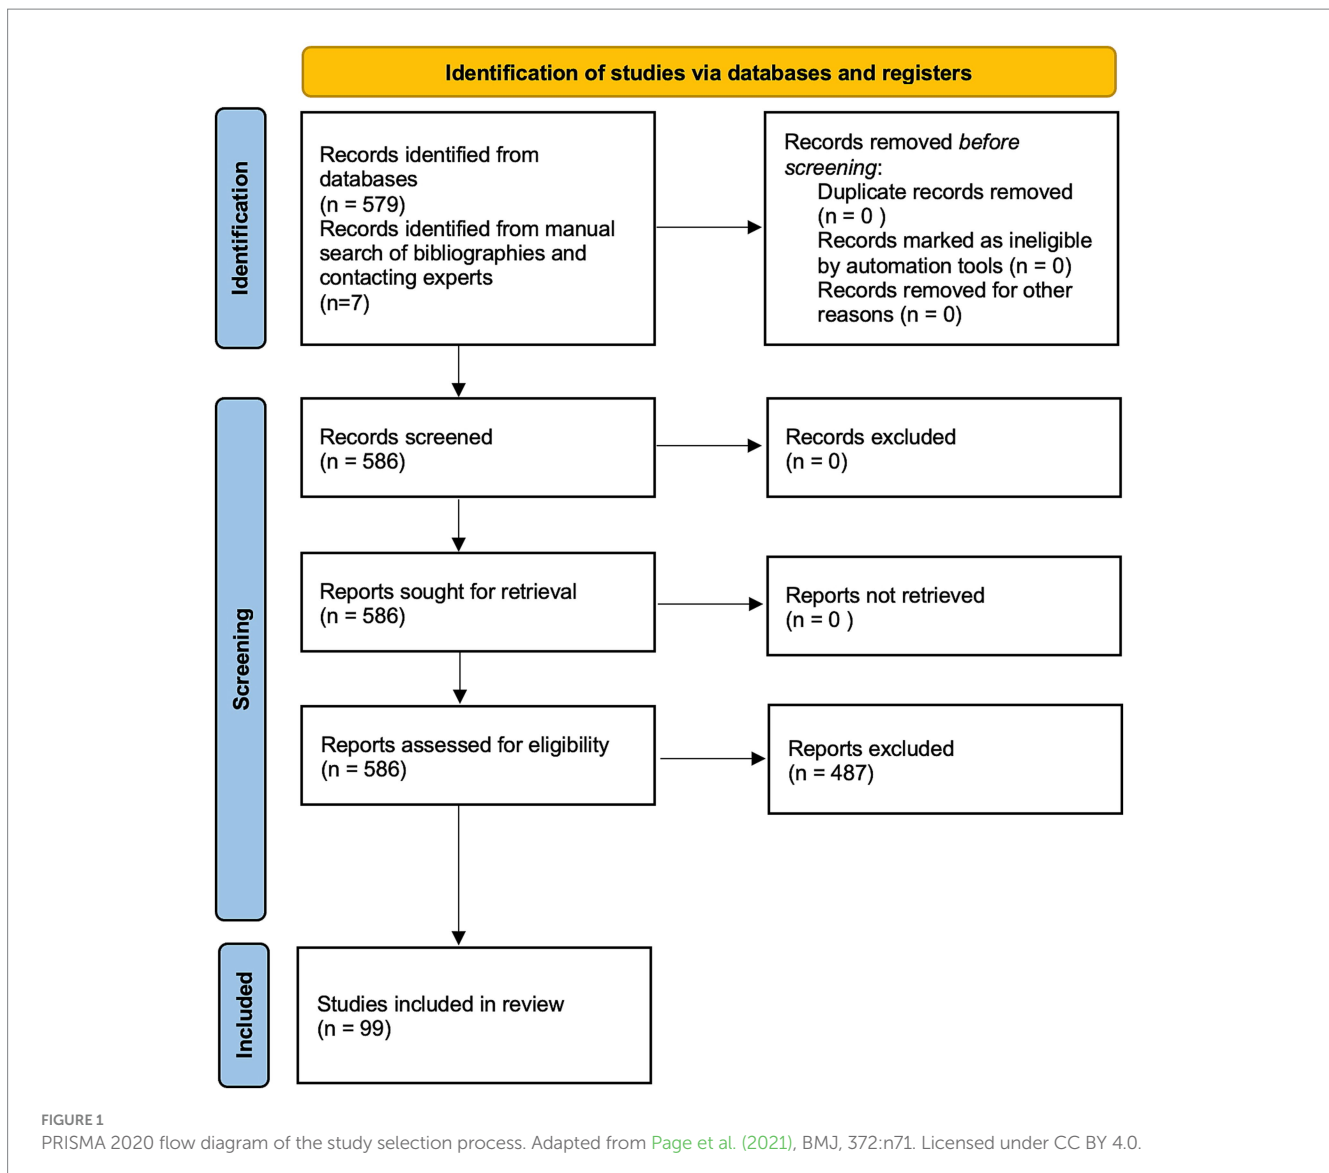 Identification of studies via databases and registers
Identification
Records identified from
databases
(n = 579)
Records identified from manual
search of bibliographies and
contacting experts
(n=7)
Records removed before
screening:
Duplicate records removed
(n = 0 )
Records marked as ineligible
by automation tools (n = 0)
Records removed for other
reasons (n = 0)
Screening
Records screened
(n = 586)
Records excluded
(n = 0)
Reports sought for retrieval
(n = 586)
Reports not retrieved
(n = 0 )
Reports assessed for eligibility
(n = 586)
Reports excluded
(n = 487)
Included
Studies included in review
(n = 99)
FIGURE 1
PRISMA 2020 flow diagram of the study selection process. Adapted from Page et al. (2021), BMJ, 372:n71. Licensed under CC BY 4.0.